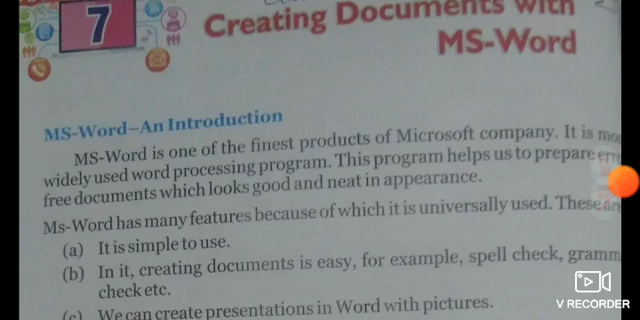 7
Creating Documents with
MS-Word
MS-Word–An Introduction
MS-Word is one of the finest products of Microsoft company. It is
widely used word processing program. This program helps us to prepare
free documents which looks good and neat in appearance.
Ms-Word has many features because of which it is universally used. These
(a) It is simple to use.
(b) In it, creating documents is easy, for example, spell check,
check etc.
(c) We can create presentations in Word with pictures.
V RECORDER